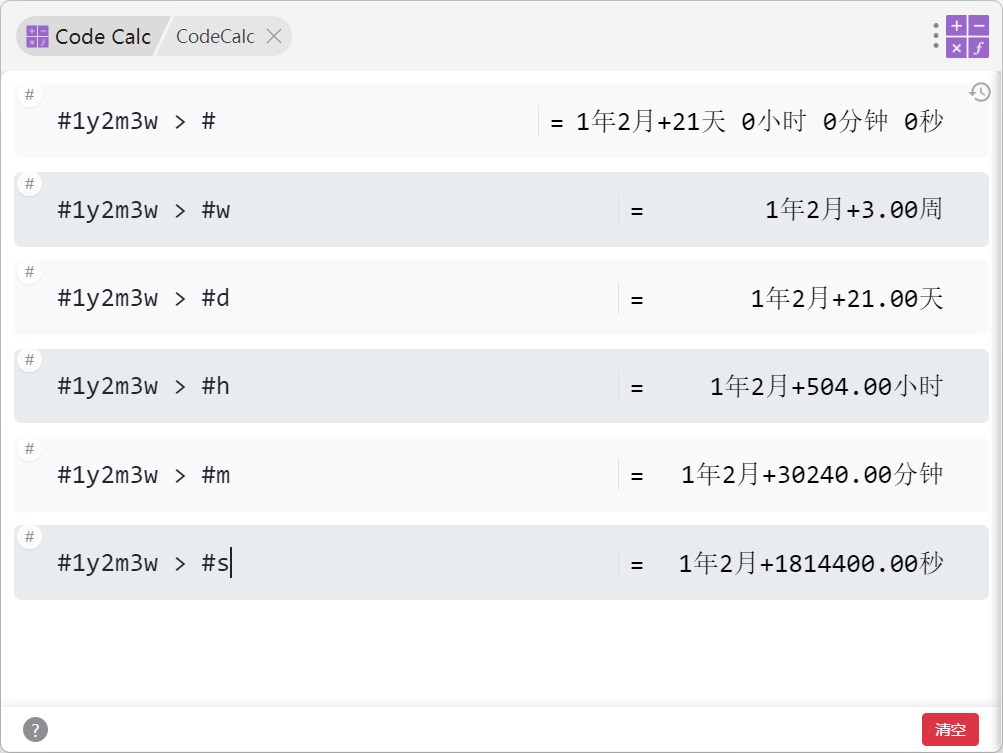 Code Calc CodeCalc
#
#1y2m3w > # = 1年2月+21天 0小时 0分钟 0秒
#
#1y2m3w > #w = 1年2月+3.00周
#
#1y2m3w > #d = 1年2月+21.00天
#
#1y2m3w > #h = 1年2月+504.00小时
#
#1y2m3w > #m = 1年2月+30240.00分钟
#
#1y2m3w > #s = 1年2月+1814400.00秒
? 清空